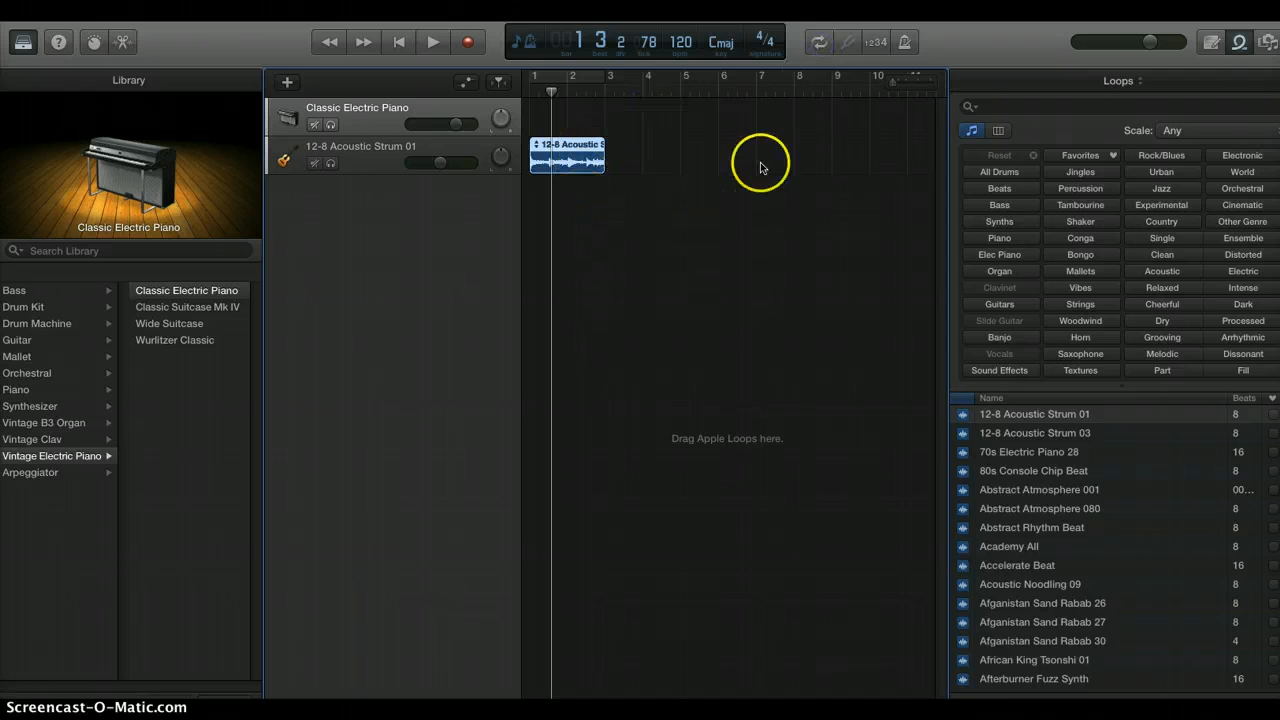 1 3 2 78 120 Cmaj 4/4
bar beat div tick bpm key signature
1234
Library
Classic Electric Piano
Search Library
Bass
Drum Kit
Drum Machine
Guitar
Mallet
Orchestral
Piano
Synthesizer
Vintage B3 Organ
Vintage Clav
Vintage Electric Piano
Arpeggiator
Classic Electric Piano
Classic Suitcase Mk IV
Wide Suitcase
Wurlitzer Classic
1 2 3 4 5 6 7 8 9 10
Classic Electric Piano
12-8 Acoustic Strum 01
12-8 Acoustic S
Drag Apple Loops here.
Loops
Scale: Any
Reset Favorites Rock/Blues Electronic
All Drums Jingles Urban World
Beats Percussion Jazz Orchestral
Bass Tambourine Experimental Cinematic
Synths Shaker Country Other Genre
Piano Conga Single Ensemble
Elec Piano Bongo Clean Distorted
Organ Mallets Acoustic Electric
Clavinet Vibes Relaxed Intense
Guitars Strings Cheerful Dark
Slide Guitar Woodwind Dry Processed
Banjo Horn Grooving Arrhythmic
Vocals Saxophone Melodic Dissonant
Sound Effects Textures Part Fill
Name Beats
12-8 Acoustic Strum 01 8
12-8 Acoustic Strum 03 8
70s Electric Piano 28 16
80s Console Chip Beat 8
Abstract Atmosphere 001 00...
Abstract Atmosphere 080 8
Abstract Rhythm Beat 8
Academy All 8
Accelerate Beat 16
Acoustic Noodling 09 8
Afganistan Sand Rabab 26 8
Afganistan Sand Rabab 27 8
Afganistan Sand Rabab 30 4
African King Tsonshi 01 8
Afterburner Fuzz Synth 16
Screencast-O-Matic.com